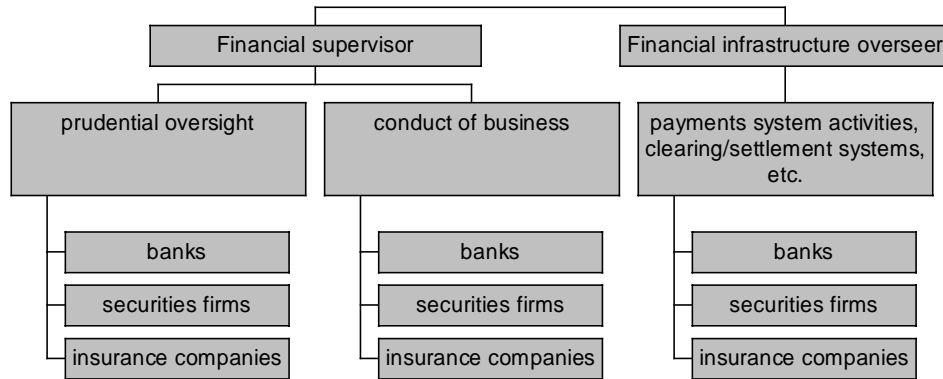 Financial supervisor
Financial infrastructure overseer
prudential oversight
conduct of business
payments system activities,
clearing/settlement systems,
etc.
banks
banks
banks
securities firms
securities firms
securities firms
insurance companies
insurance companies
insurance companies